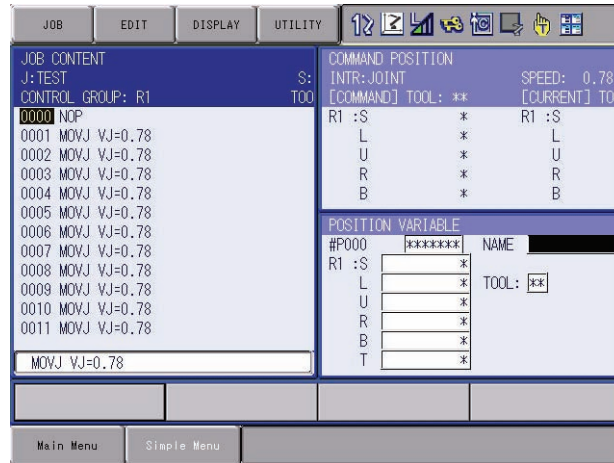 JOB EDIT DISPLAY UTILITY
JOB CONTENT
J:TEST S:
CONTROL GROUP: R1 TOO
0000 NOP
0001 MOVJ VJ=0.78
0002 MOVJ VJ=0.78
0003 MOVJ VJ=0.78
0004 MOVJ VJ=0.78
0005 MOVJ VJ=0.78
0006 MOVJ VJ=0.78
0007 MOVJ VJ=0.78
0008 MOVJ VJ=0.78
0009 MOVJ VJ=0.78
0010 MOVJ VJ=0.78
0011 MOVJ VJ=0.78
MOVJ VJ=0.78
COMMAND POSITION
INTR:JOINT SPEED: 0.78
[COMMAND] TOOL: ** [CURRENT] TO
R1 :S * R1 :S
L * L
U * U
R * R
B * B
POSITION VARIABLE
#P000 ******* NAME
R1 :S *
L * TOOL: **
U *
R *
B *
T *
Main Menu Simple Menu